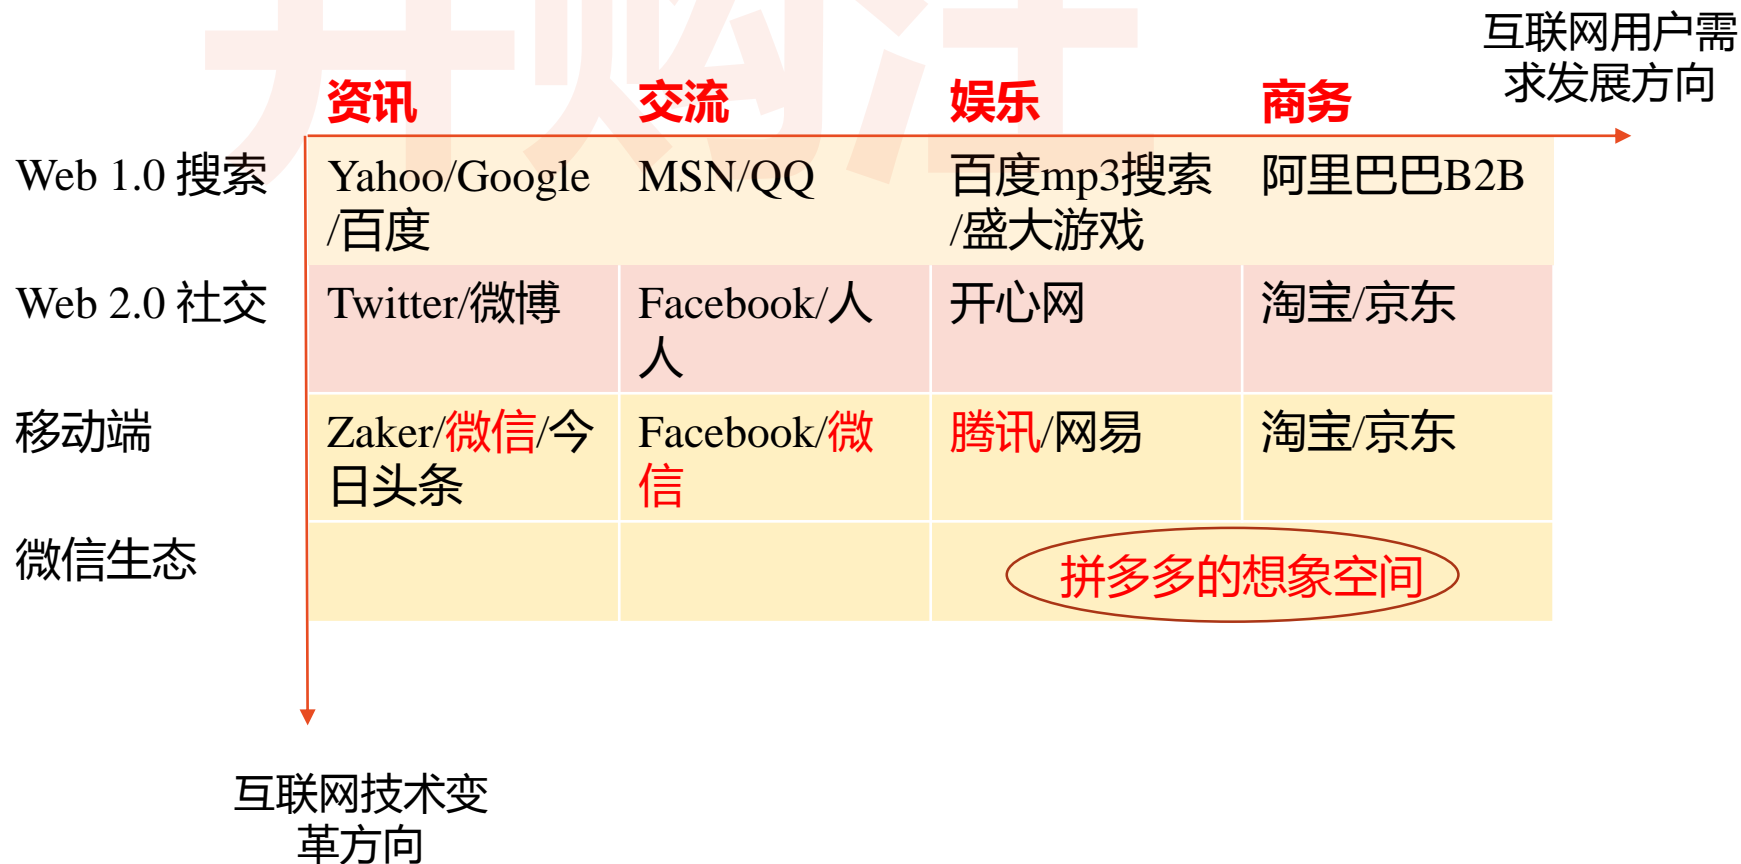 互联网用户需
求发展方向
资讯 交流 娱乐 商务
Web 1.0 搜索 Yahoo/Google MSN/QQ 百度mp3搜索 阿里巴巴B2B
/百度 /盛大游戏
Web 2.0 社交 Twitter/微博 Facebook/人 开心网 淘宝/京东
人
移动端 Zaker/微信/今 Facebook/微 腾讯/网易 淘宝/京东
日头条 信
微信生态 拼多多的想象空间
互联网技术变
革方向